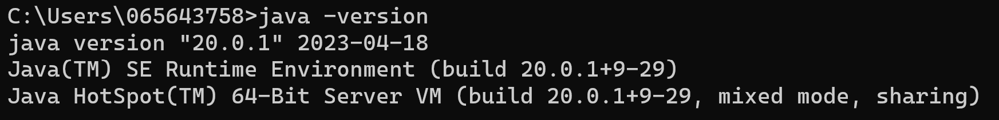 C:\Users\065643758>java -version
java version "20.0.1" 2023-04-18
Java(TM) SE Runtime Environment (build 20.0.1+9-29)
Java HotSpot(TM) 64-Bit Server VM (build 20.0.1+9-29, mixed mode, sharing)